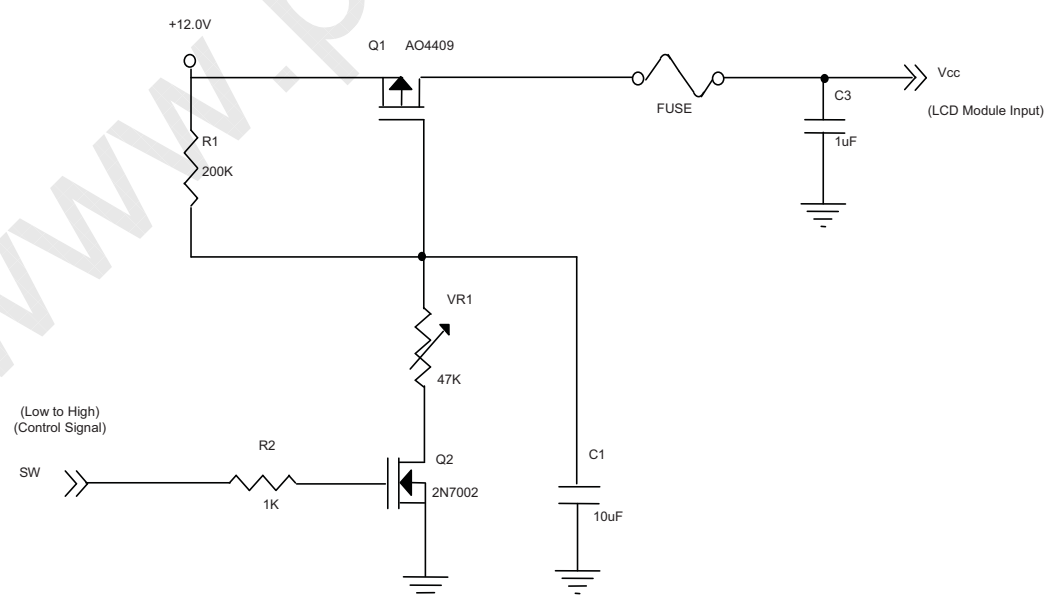 +12.0V
Q1 AO4409
Vcc
FUSE
C3
(LCD Module Input)
R1
1uF
200K
VR1
47K
(Low to High)
(Control Signal)
R2
Q2
C1
SW
2N7002
1K
10uF
www.p